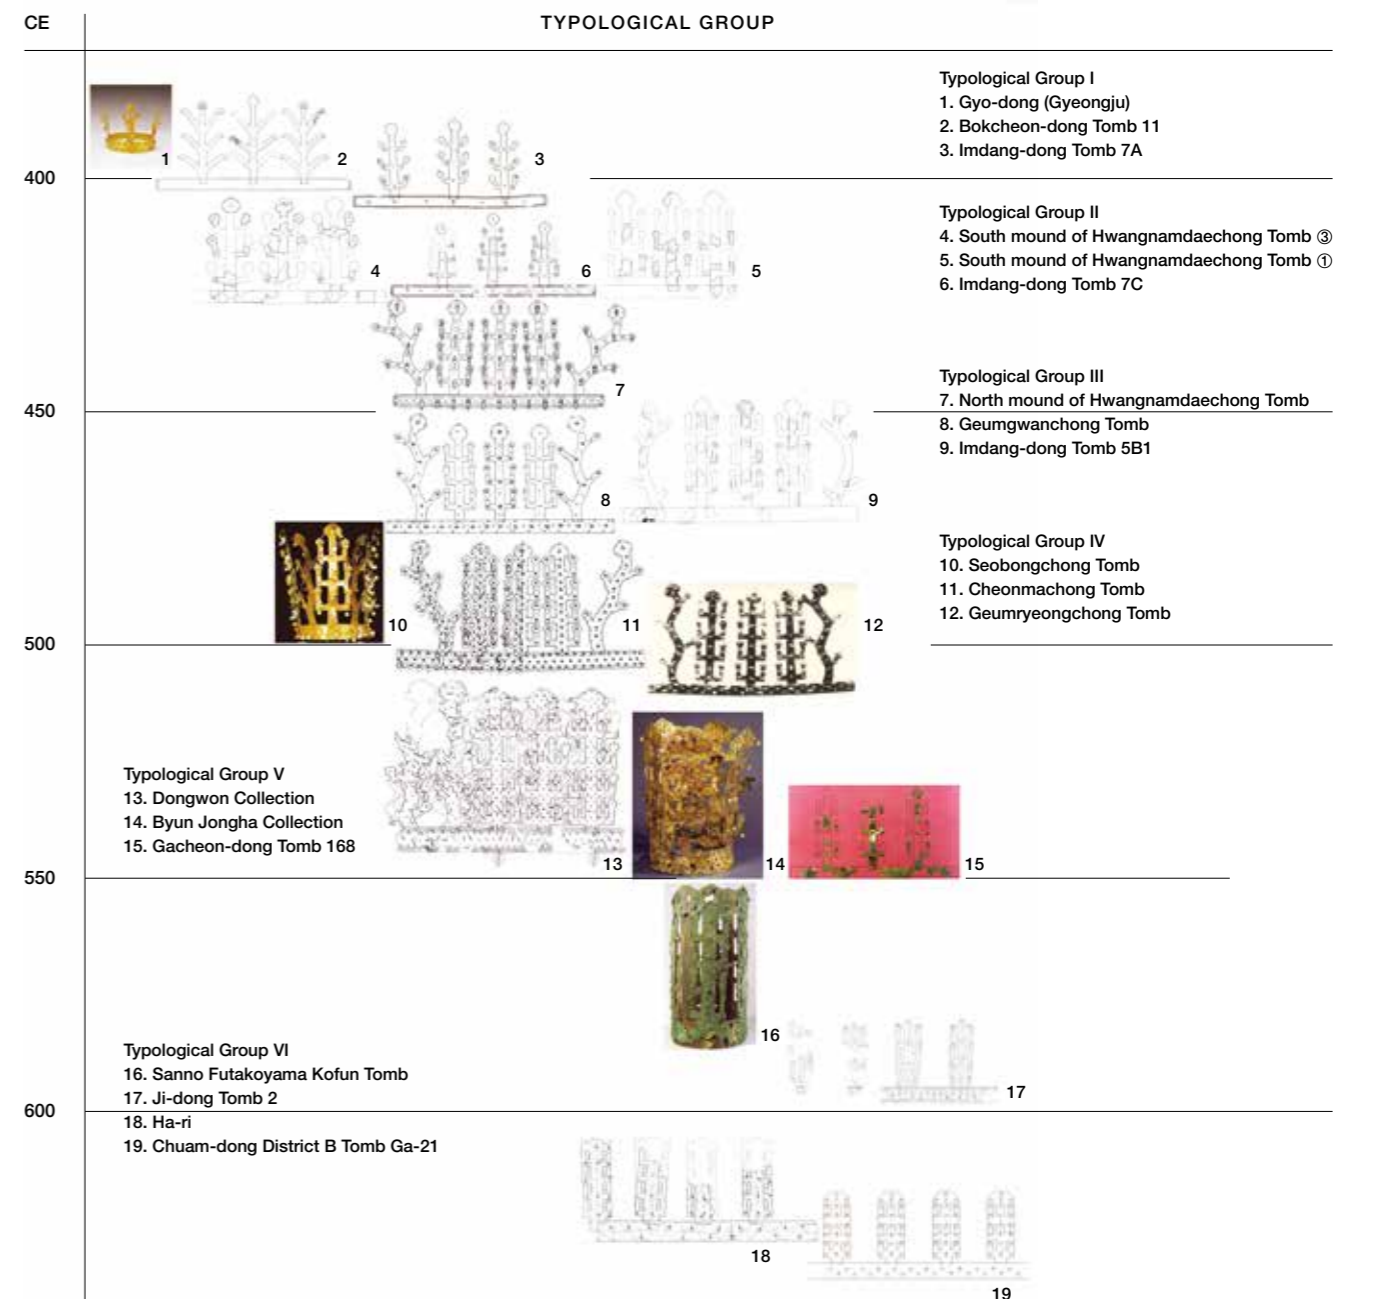 CE
TYPOLOGICAL GROUP
Typological Group I
1. Gyo-dong (Gyeongju)
2. Bokcheon-dong Tomb 11
3. Imdang-dong Tomb 7A
1
2
3
400
Typological Group II
4. South mound of Hwangnamdaechong Tomb ③
5. South mound of Hwangnamdaechong Tomb ①
6. Imdang-dong Tomb 7C
4
6
5
Typological Group III
7. North mound of Hwangnamdaechong Tomb
8. Geumgwanchong Tomb
9. Imdang-dong Tomb 5B1
7
450
8
9
Typological Group IV
10. Seobongchong Tomb
11. Cheonmachong Tomb
12. Geumryeongchong Tomb
10
11
12
500
Typological Group V
13. Dongwon Collection
14. Byun Jongha Collection
15. Gacheon-dong Tomb 168
13
14
15
550
16
Typological Group VI
16. Sanno Futakoyama Kofun Tomb
17. Ji-dong Tomb 2
18. Ha-ri
19. Chuam-dong District B Tomb Ga-21
17
600
18
19